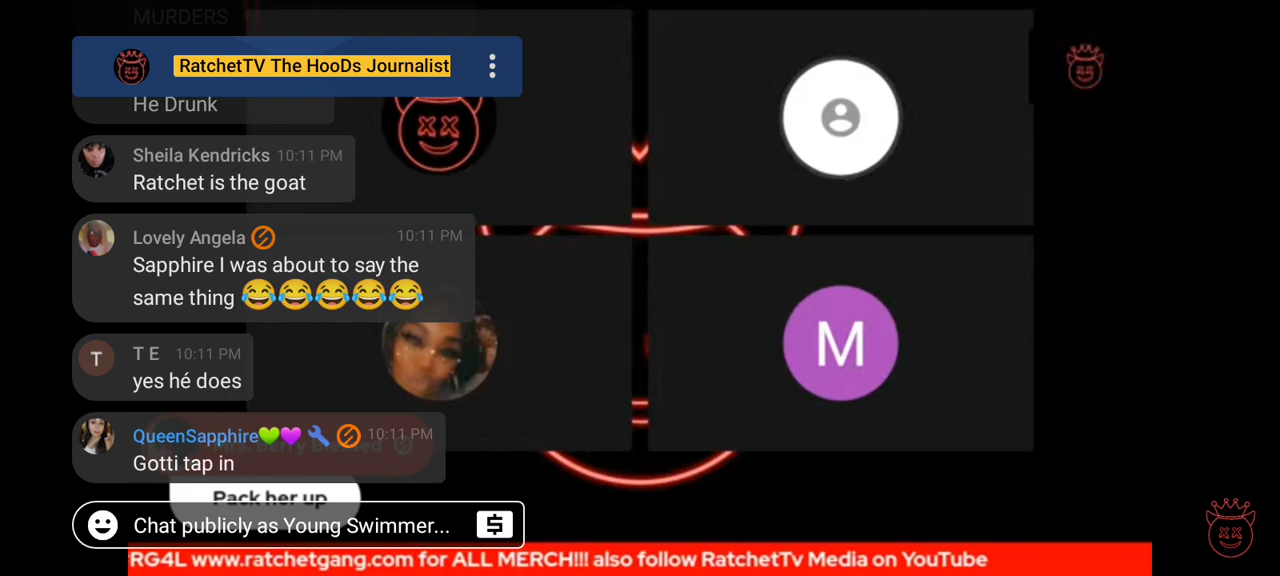 MURDERS
RatchetTV The HooDs Journalist
He Drunk
Sheila Kendricks 10:11 PM
Ratchet is the goat
Lovely Angela 10:11 PM
Sapphire I was about to say the
same thing 😂😂😂😂😂
T
T E 10:11 PM
yes hé does
M
QueenSapphire💚💜 10:11 PM
Gotti tap in
Pack her up
Chat publicly as Young Swimmer...
RG4L www.ratchetgang.com for ALL MERCH!!! also follow RatchetTv Media on YouTube